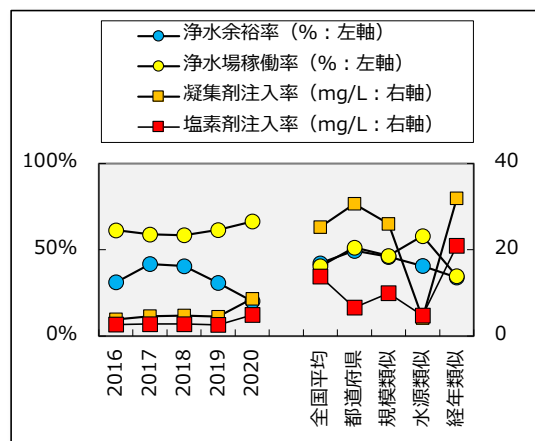 浄水余裕率（%：左軸）
浄水場稼働率（%：左軸）
凝集剤注入率（mg/L：右軸）
塩素剤注入率（mg/L：右軸）
100%
50%
0%
40
20
0
2016
2017
2018
2019
2020
全国平均
都道府県
規模類似
水源類似
経年類似